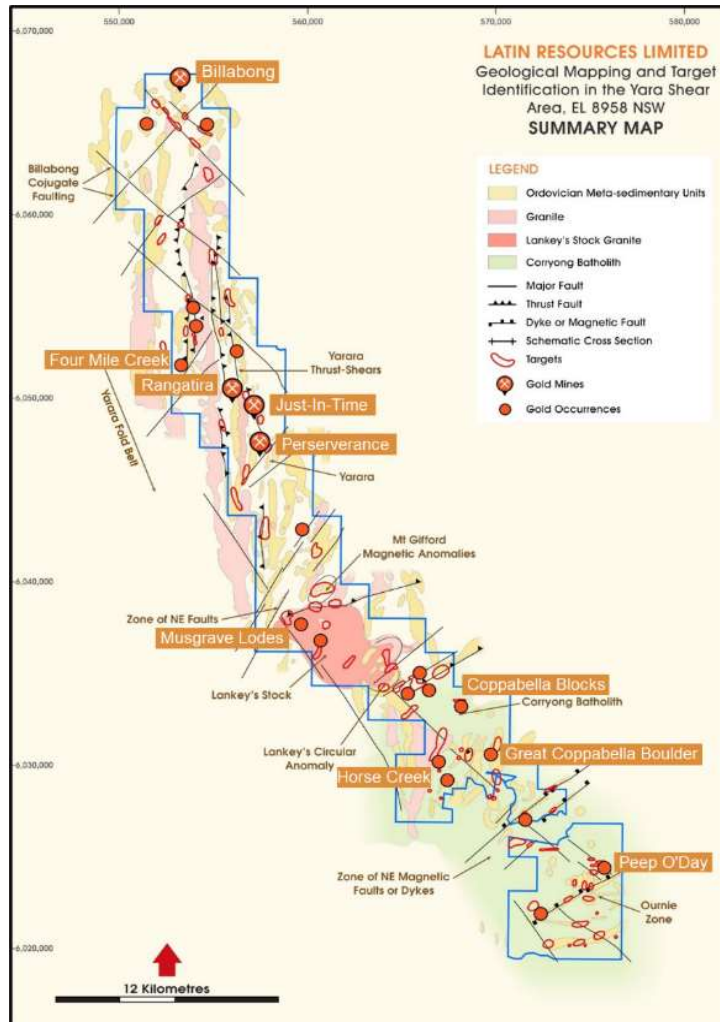 550,000
560,000
570,000
580,000
6,070,000
6,060,000
6,050,000
6,040,000
6,030,000
6,020,000
LATIN RESOURCES LIMITED
Geological Mapping and Target
Identification in the Yara Shear
Area, EL 8958 NSW
SUMMARY MAP
LEGEND
Ordovician Meta-sedimentary Units
Granite
Lankey's Stock Granite
Corryong Batholith
Major Fault
Thrust Fault
Dyke or Magnetic Fault
Schematic Cross Section
Targets
Gold Mines
Gold Occurrences
Billabong
Billabong
Cojugate
Faulting
Four Mile Creek
Rangatira
Yarara
Thrust-Shears
Just-In-Time
Perserverance
Yarara
Yarara Fold Belt
Mt Gifford
Magnetic Anomalies
Zone of NE Faults
Musgrave Lodes
Lankey's Stock
Coppabella Blocks
Corryong Batholith
Lankey's Circular
Anomaly
Great Coppabella Boulder
Horse Creek
Peep O'Day
Zone of NE Magnetic
Faults or Dykes
Ournie
Zone
12 Kilometres